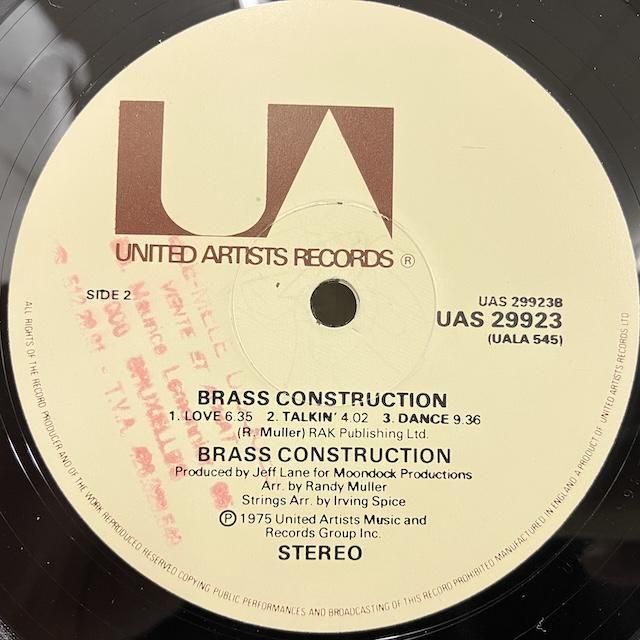 UA
UNITED ARTISTS RECORDS ®
SIDE 2
UAS 29923B
UAS 29923
(UALA 545)
BRASS CONSTRUCTION
1. LOVE 6.35 2. TALKIN' 4.02 3. DANCE 9.36
(R. Muller) RAK Publishing Ltd.
BRASS CONSTRUCTION
Produced by Jeff Lane for Moondock Productions
Arr. by Randy Muller
Strings Arr. by Irving Spice
℗ 1975 United Artists Music and
Records Group Inc.
STEREO
ALL RIGHTS OF THE RECORD PRODUCER AND OF THE WORK REPRODUCED RESERVED COPYING PUBLIC PERFORMANCES AND BROADCASTING OF THIS RECORD PROHIBITED MANUFACTURED IN ENGLAND A PRODUCT OF UNITED ARTISTS RECORDS LTD
VENTE ET
Maurice
T.V.A.